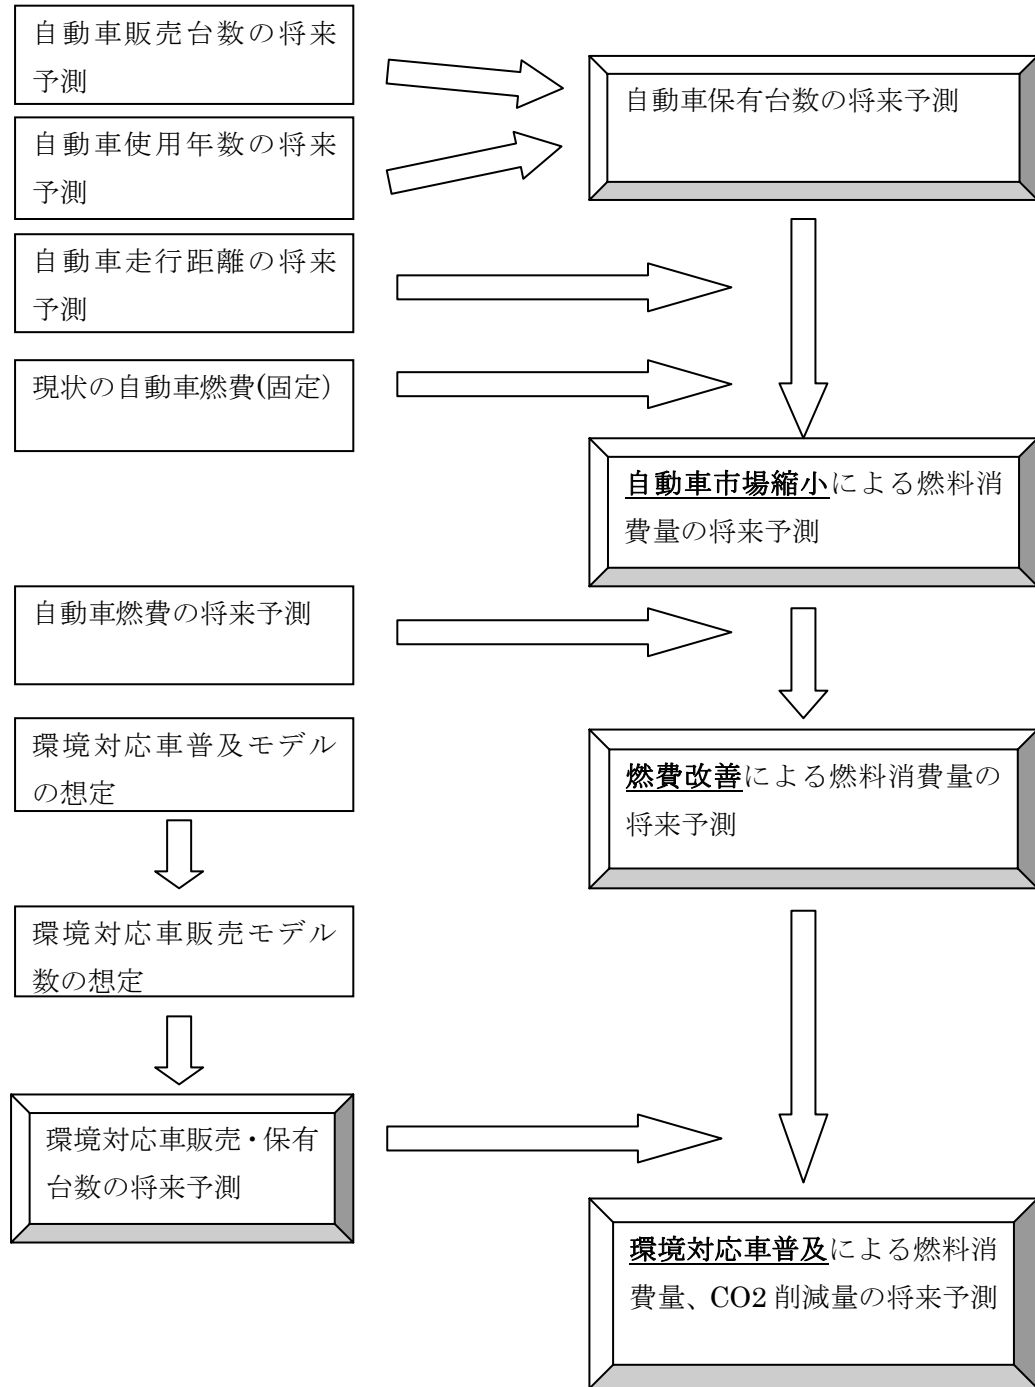 自動車販売台数の将来
予測
自動車保有台数の将来予測
自動車使用年数の将来
予測
自動車走行距離の将来
予測
現状の自動車燃費(固定)
自動車市場縮小による燃料消
費量の将来予測
自動車燃費の将来予測
環境対応車普及モデル
の想定
燃費改善による燃料消費量の
将来予測
環境対応車販売モデル
数の想定
環境対応車販売・保有
台数の将来予測
環境対応車普及による燃料消
費量、CO2 削減量の将来予測